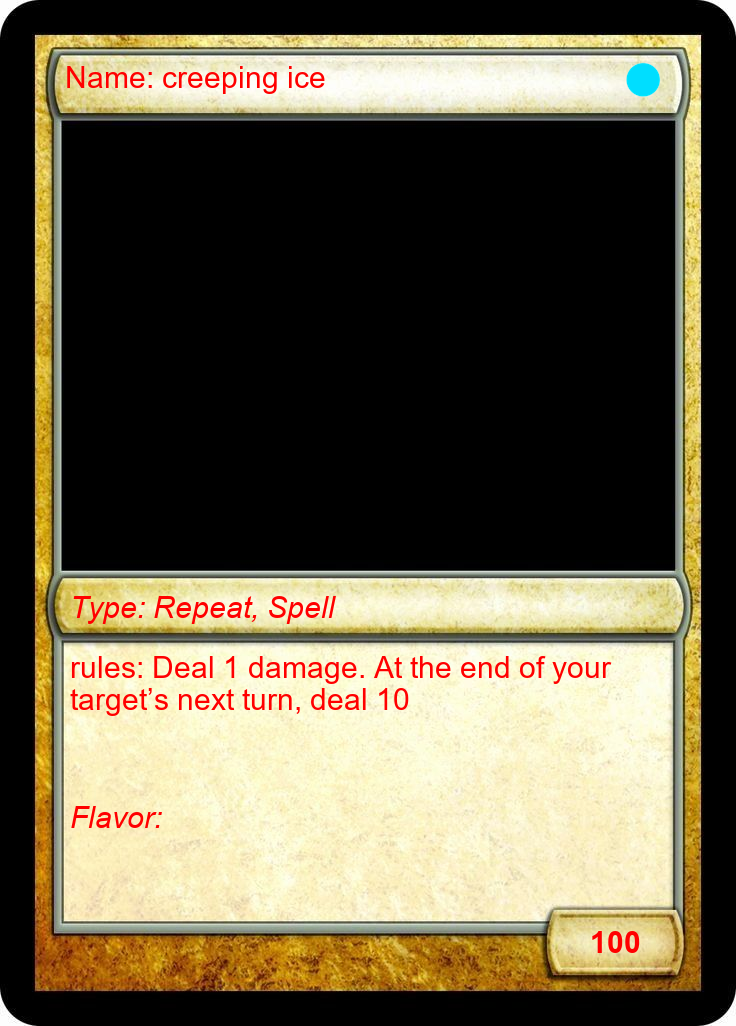 Name: creeping ice
Type: Repeat, Spell
rules: Deal 1 damage. At the end of your
target’s next turn, deal 10
Flavor:
100